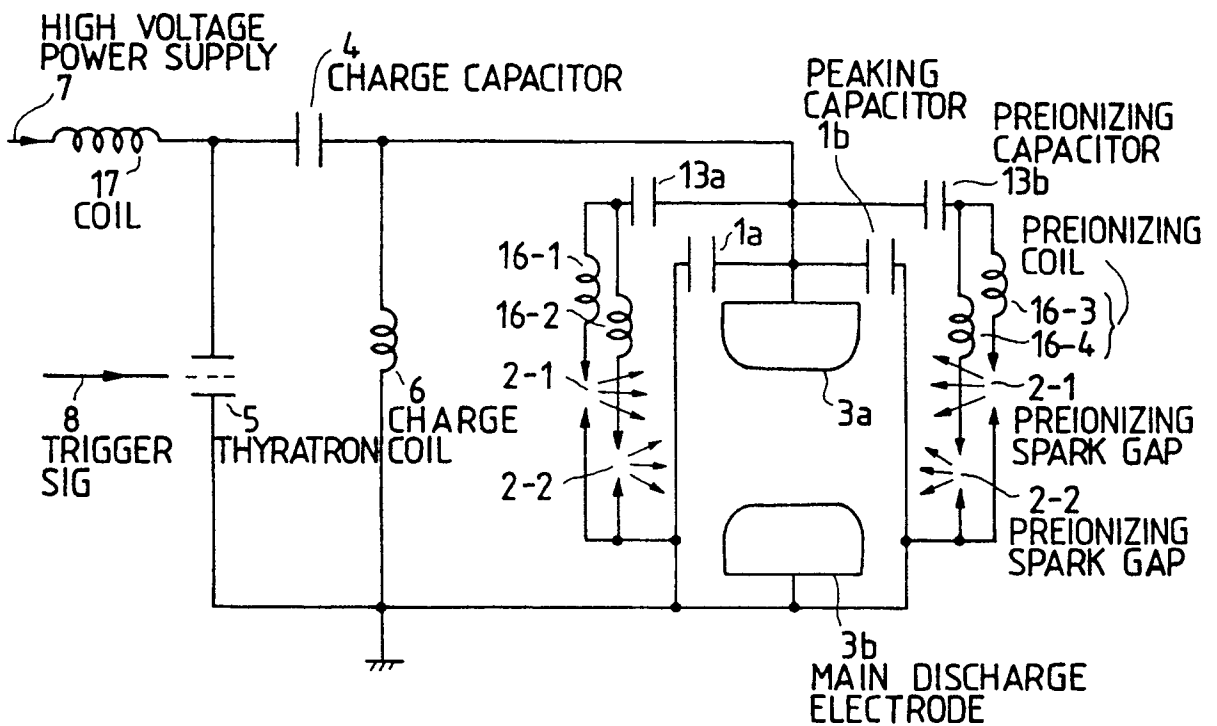 HIGH VOLTAGE
POWER SUPPLY
7
17
COIL
4
CHARGE CAPACITOR
PEAKING
CAPACITOR
1b
PREIONIZING
CAPACITOR
13b
13a
1a
PREIONIZING
COIL
16-1
16-2
16-3
16-4
2-1
2-2
3a
2-1
PREIONIZING
SPARK GAP
2-2
PREIONIZING
SPARK GAP
8
TRIGGER
SIG
5
THYRATRON
6
CHARGE
COIL
3b
MAIN DISCHARGE
ELECTRODE